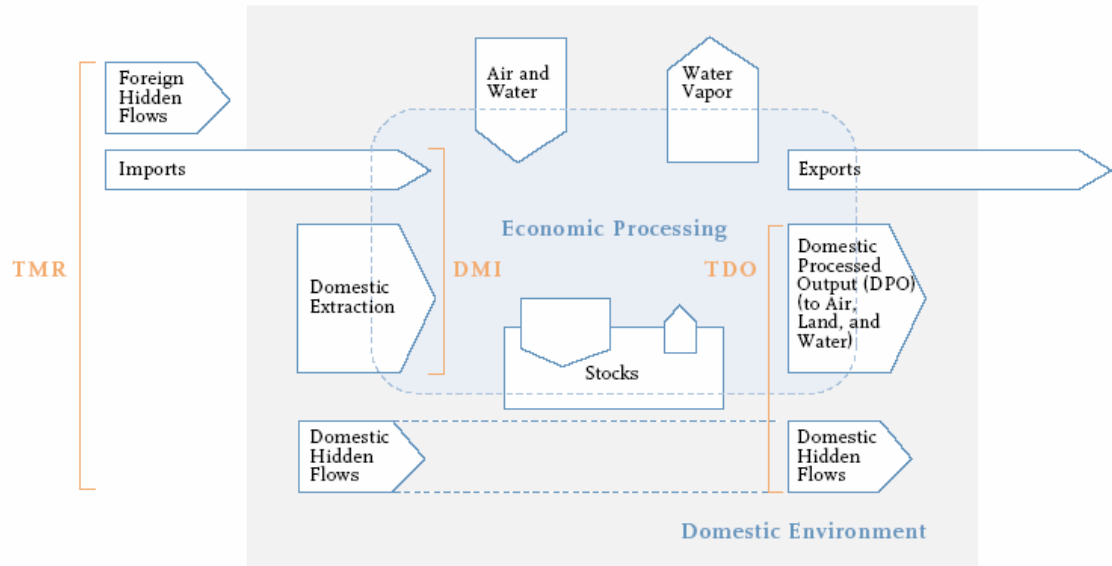 Foreign
Hidden
Flows
Air and
Water
Water
Vapor
Imports
Exports
Economic Processing
TMR
DMI
TDO
Domestic
Extraction
Domestic
Processed
Output (DPO)
(to Air,
Land, and
Water)
Stocks
Domestic
Hidden
Flows
Domestic
Hidden
Flows
Domestic Environment